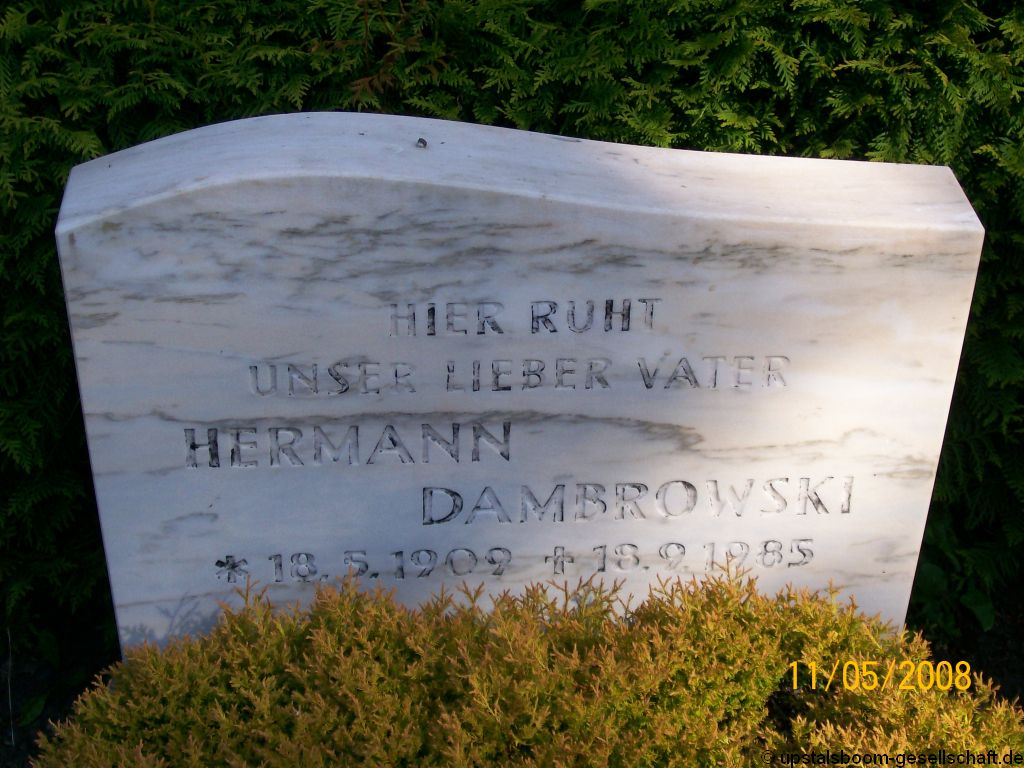 HIER RUHT
UNSER LIEBER VATER
HERMANN
DAMBROWSKI
* 18.5.1909 ✝ 18.9.1985
11/05/2008
© upstalsboom-gesellschaft.de